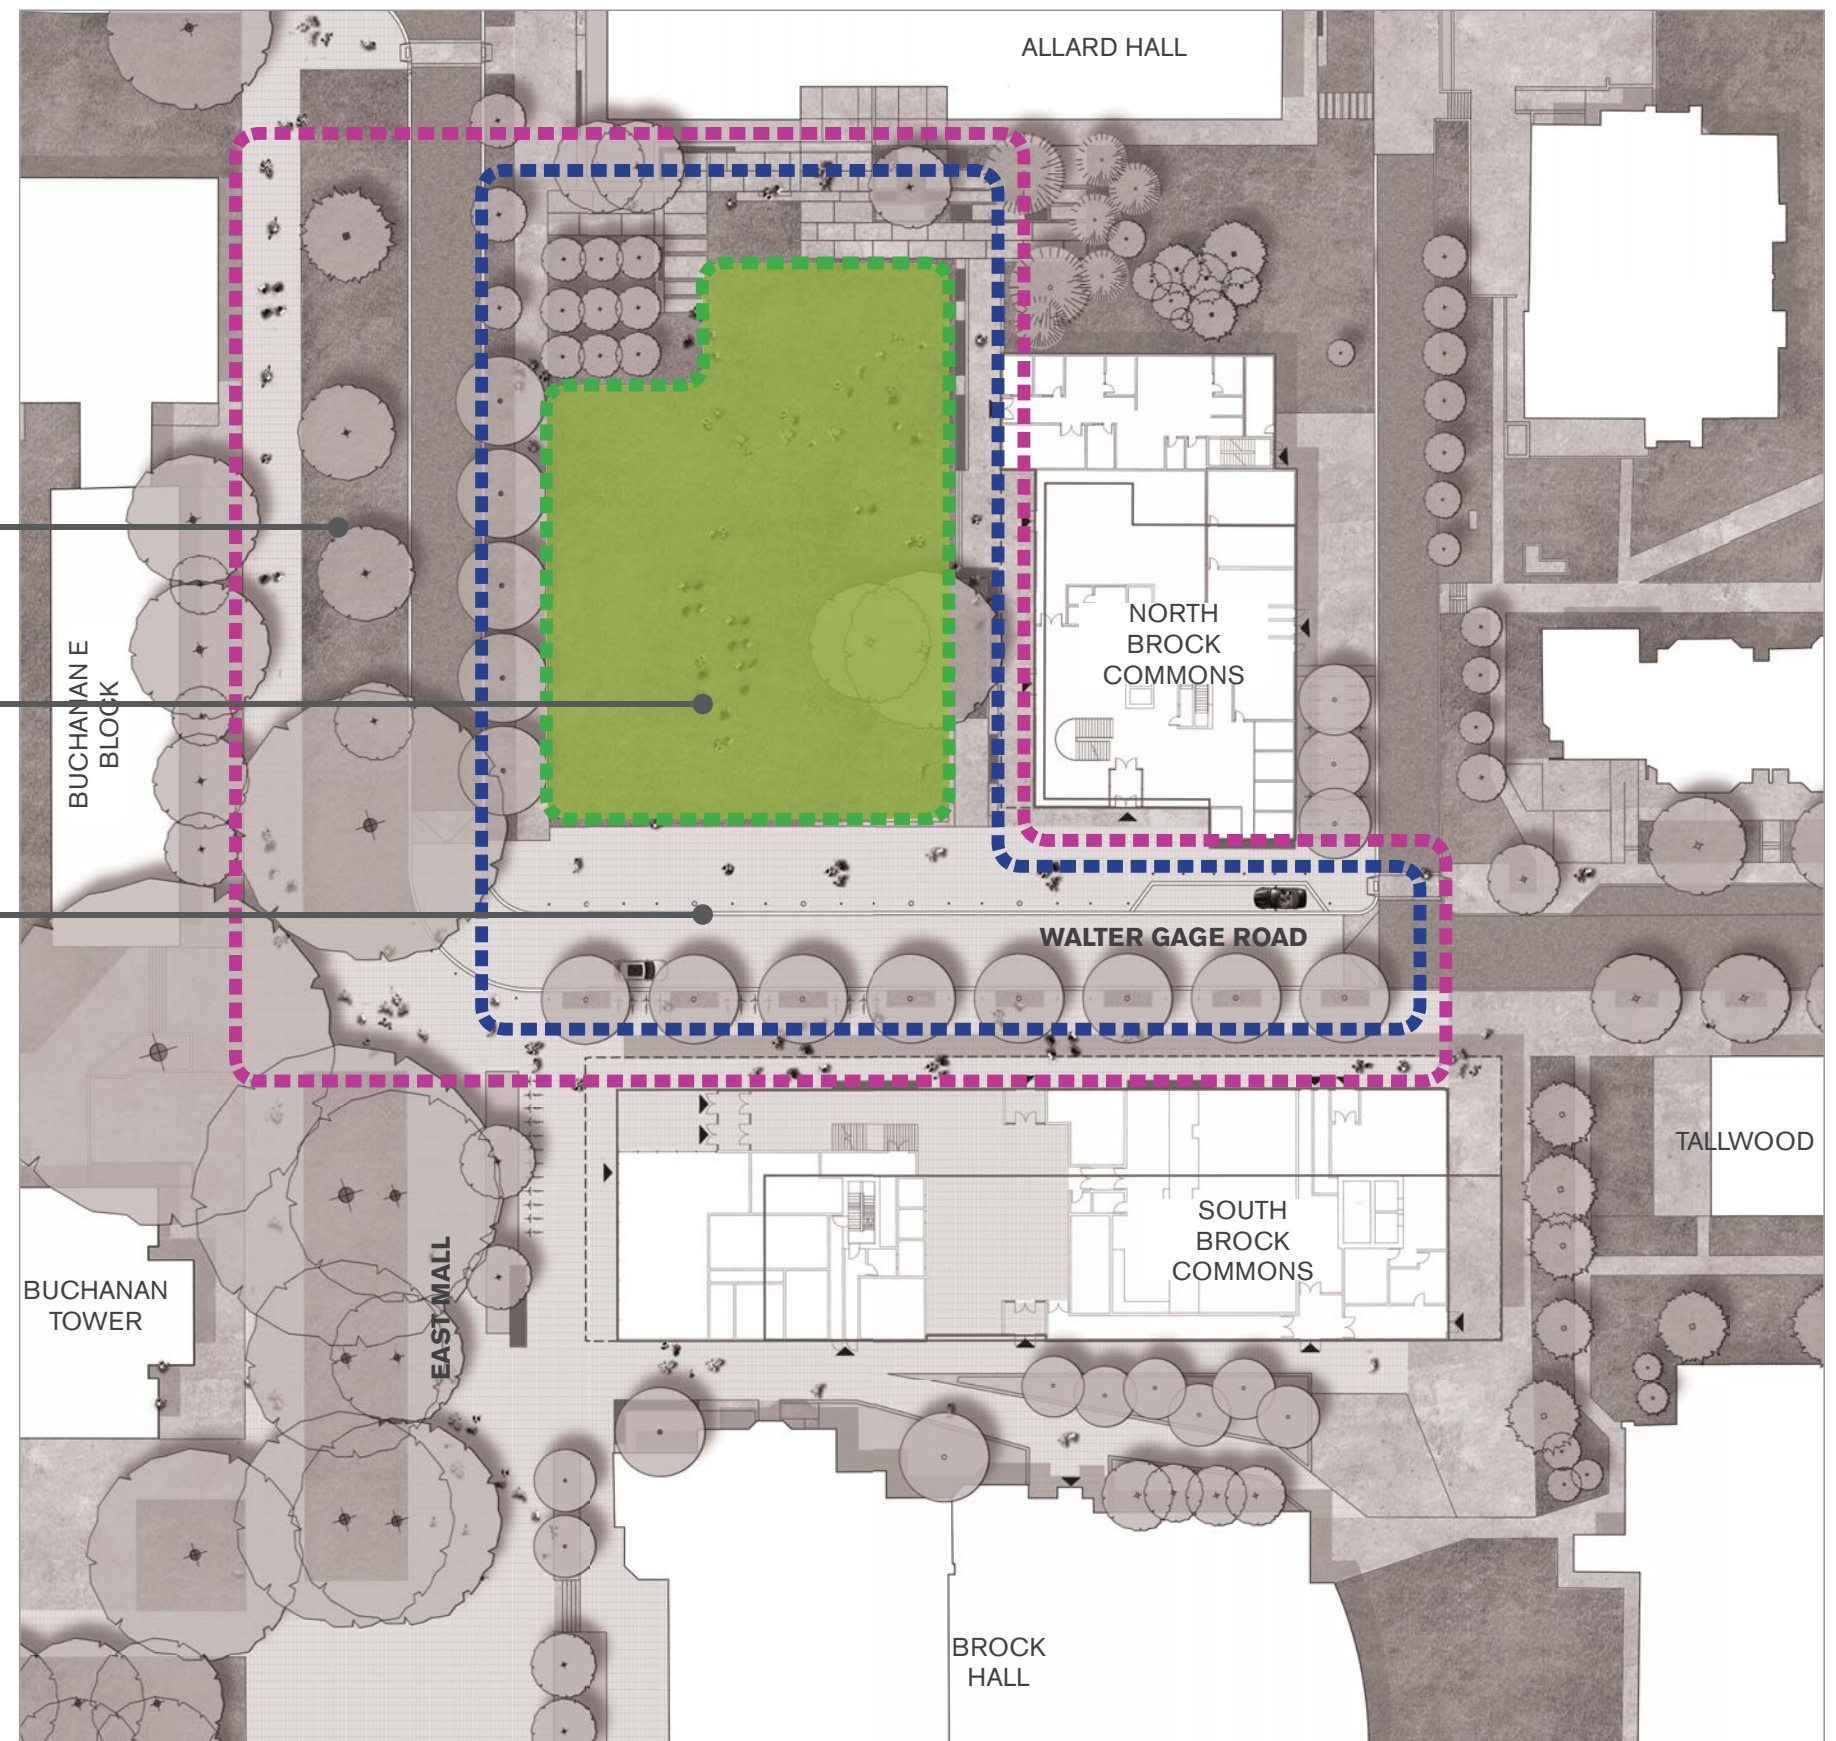 ALLARD HALL
NORTH
BROCK
COMMONS
BUCHANAN E
BLOCK
WALTER GAGE ROAD
TALLWOOD
SOUTH
BROCK
COMMONS
BUCHANAN
TOWER
EAST MALL
BROCK
HALL